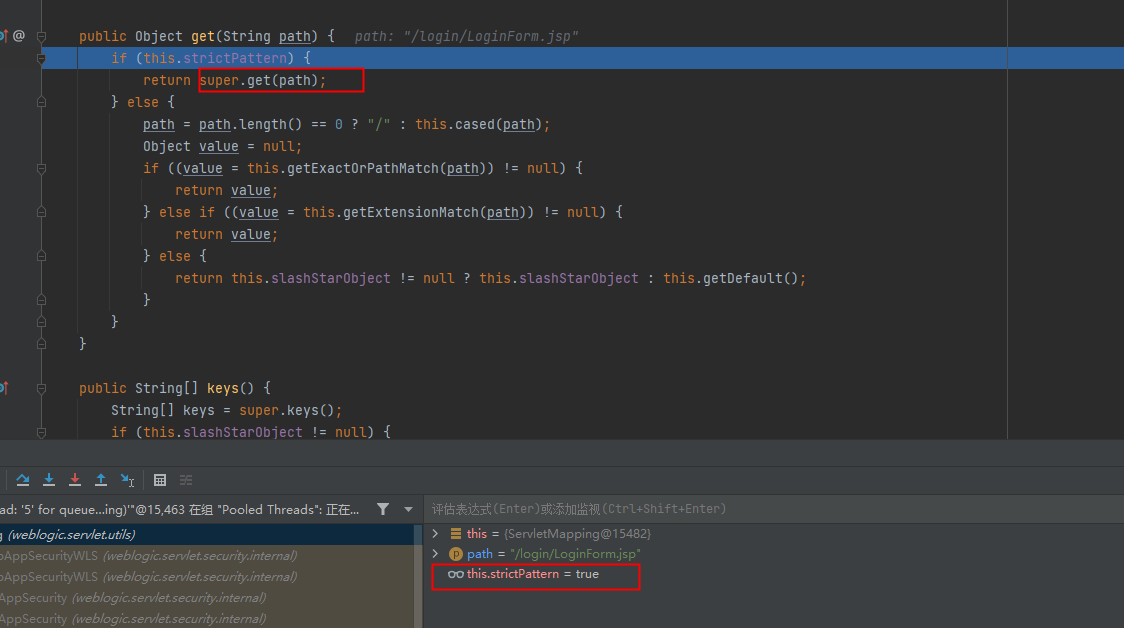 @
public Object get(String path) { path: "/login/LoginForm.jsp"
if (this.strictPattern) {
return super.get(path);
} else {
path = path.length() == 0 ? "/" : this.cased(path);
Object value = null;
if ((value = this.getExactOrPathMatch(path)) != null) {
return value;
} else if ((value = this.getExtensionMatch(path)) != null) {
return value;
} else {
return this.slashStarObject != null ? this.slashStarObject : this.getDefault();
}
}
}
public String[] keys() {
String[] keys = super.keys();
if (this.slashStarObject != null) {
ad: '5' for queue...ing)'"@15,463 在组 "Pooled Threads": 正在...
g (weblogic.servlet.utils)
oAppSecurityWLS (weblogic.servlet.security.internal)
oAppSecurityWLS (weblogic.servlet.security.internal)
AppSecurity (weblogic.servlet.security.internal)
AppSecurity (weblogic.servlet.security.internal)
评估表达式(Enter)或添加监视(Ctrl+Shift+Enter)
this = {ServletMapping@15482}
p path = "/login/LoginForm.jsp"
this.strictPattern = true